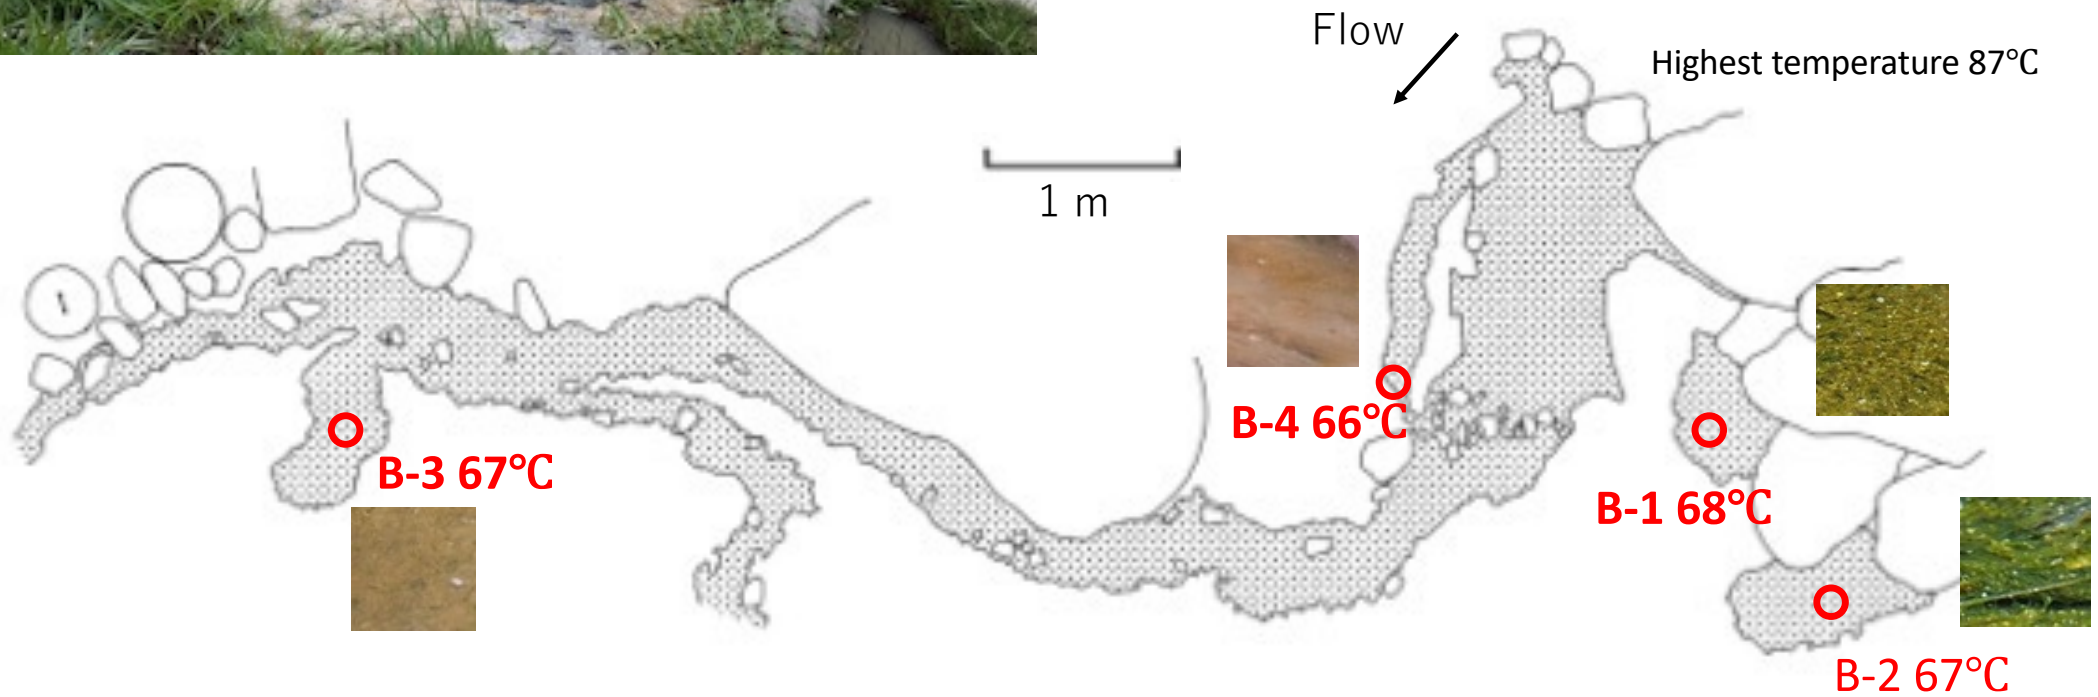 Flow
Highest temperature 87℃
1 m
B-4 66℃
B-3 67℃
B-1 68℃
B-2 67℃